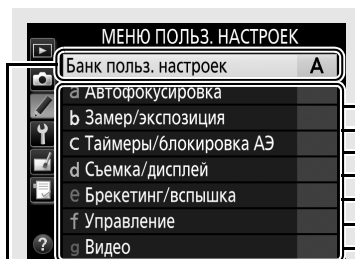 МЕНЮ ПОЛЬЗ. НАСТРОЕК
Банк польз. настроек A
a Автофокусировка
b Замер/экспозиция
c Таймеры/блокировка АЭ
d Съемка/дисплей
e Брекетинг/вспышка
f Управление
g Видео
?